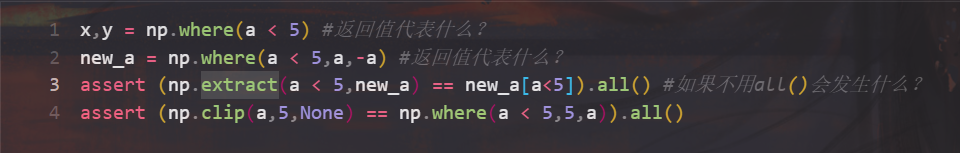 1 x,y = np.where(a < 5) #返回值代表什么?
2 new_a = np.where(a < 5,a,-a) #返回值代表什么?
3 assert (np.extract(a < 5,new_a) == new_a[a<5]).all() #如果不用all()会发生什么?
4 assert (np.clip(a,5,None) == np.where(a < 5,5,a)).all()